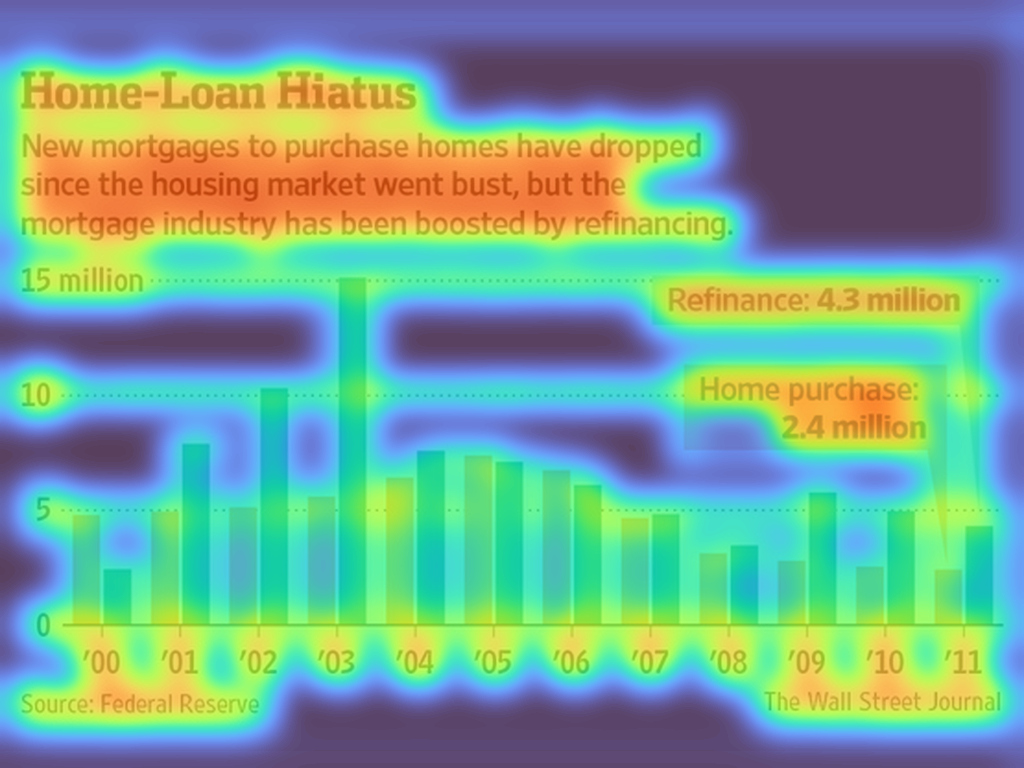 Home-Loan Hiatus
New mortgages to purchase homes have dropped
since the housing market went bust, but the
mortgage industry has been boosted by refinancing.
15 million
Refinance: 4.3 million
10
Home purchase:
2.4 million
5
0
’00 ’01 ’02 ’03 ’04 ’05 ’06 ’07 ’08 ’09 ’10 ’11
Source: Federal Reserve
The Wall Street Journal